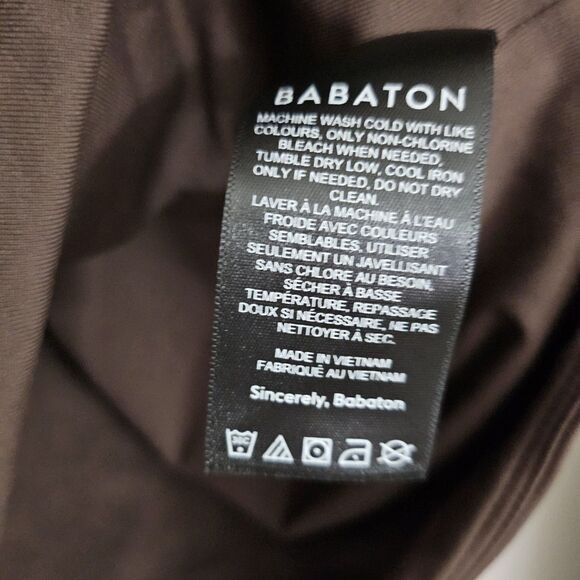 BABATON
MACHINE WASH COLD WITH LIKE
COLOURS, ONLY NON-CHLORINE
BLEACH WHEN NEEDED,
TUMBLE DRY LOW, COOL IRON
ONLY IF NEEDED, DO NOT DRY
CLEAN.
LAVER À LA MACHINE À L'EAU
FROIDE AVEC COULEURS
SEMBLABLES. UTILISER
SEULEMENT UN JAVELLISANT
SANS CHLORE AU BESOIN.
SÉCHER À BASSE
TEMPÉRATURE, REPASSAGE
DOUX SI NÉCESSAIRE, NE PAS
NETTOYER À SEC.
MADE IN VIETNAM
FABRIQUÉ AU VIETNAM
Sincerely, Babaton
30C